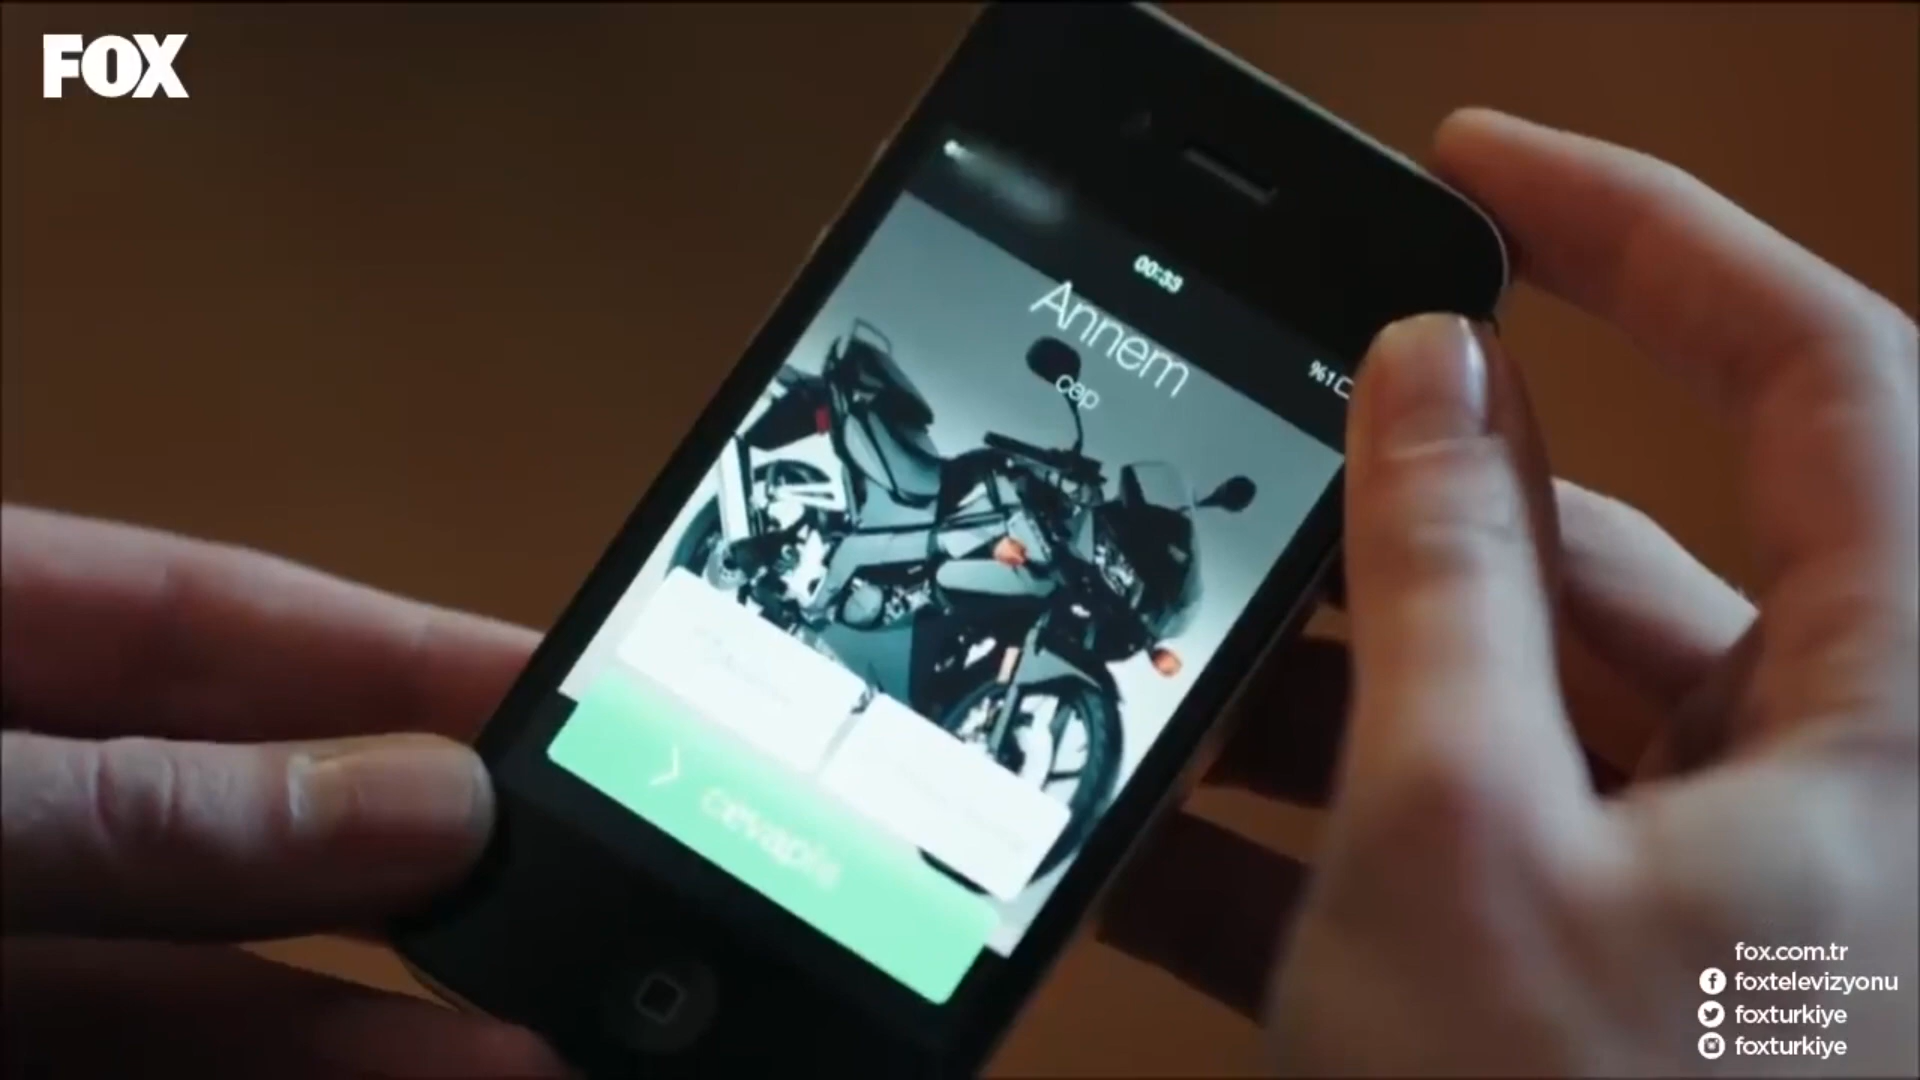 FOX
00:33
%1
Annem
cep
cevapla
fox.com.tr
foxtelevizyonu
foxturkiye
foxturkiye